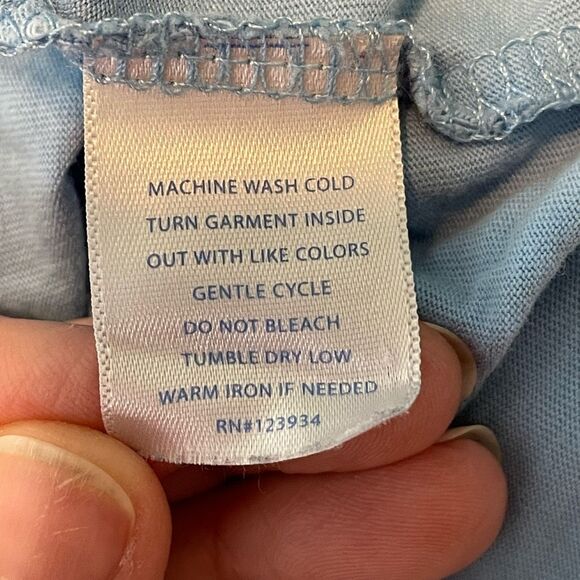 MACHINE WASH COLD
TURN GARMENT INSIDE
OUT WITH LIKE COLORS
GENTLE CYCLE
DO NOT BLEACH
TUMBLE DRY LOW
WARM IRON IF NEEDED
RN#123934